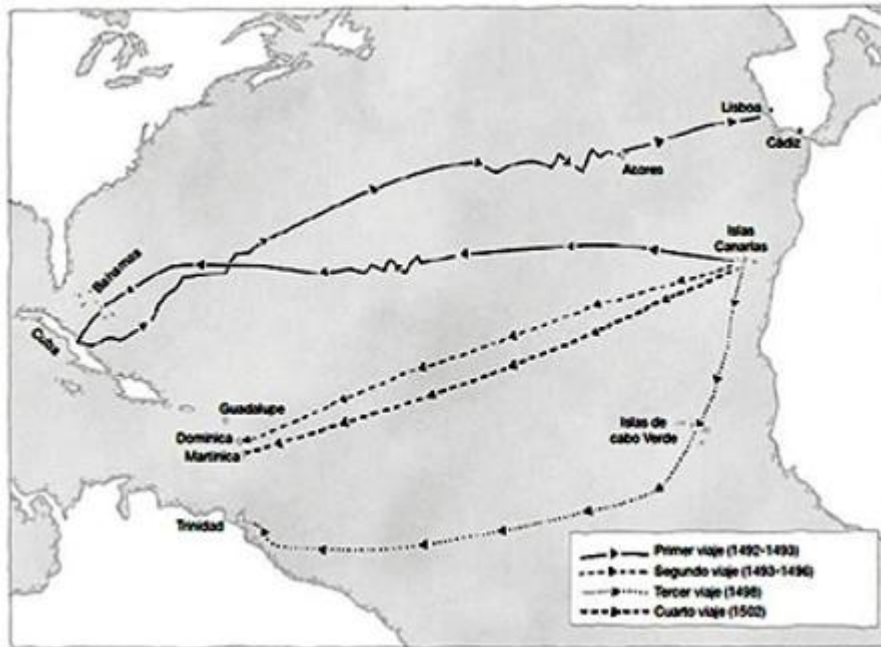 Lisboa
Cádiz
Acores
Islas
Canarias
Bahamas
Cuba
Guadalupe
Dominica
Martinica
Islas de
cabo Verde
Trinidad
Primer viaje (1492-1493)
Segundo viaje (1493-1496)
Tercer viaje (1498)
Cuarto viaje (1502)